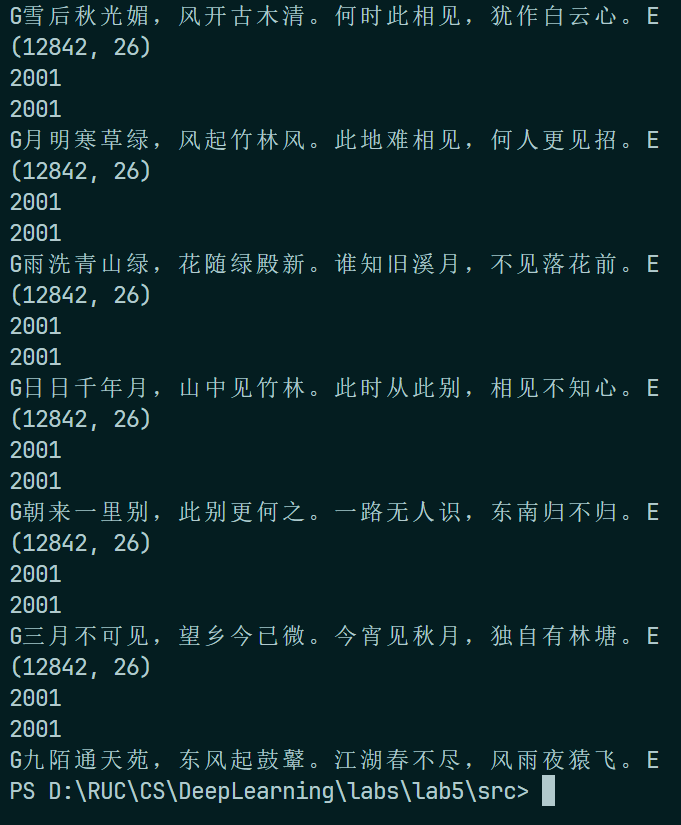 G雪后秋光媚，风开古木清。何时此相见，犹作白云心。E
(12842, 26)
2001
2001
G月明寒草绿，风起竹林风。此地难相见，何人更见招。E
(12842, 26)
2001
2001
G雨洗青山绿，花随绿殿新。谁知旧溪月，不见落花前。E
(12842, 26)
2001
2001
G日日千年月，山中见竹林。此时从此别，相见不知心。E
(12842, 26)
2001
2001
G朝来一里别，此别更何之。一路无人识，东南归不归。E
(12842, 26)
2001
2001
G三月不可见，望乡今已微。今宵见秋月，独自有林塘。E
(12842, 26)
2001
2001
G九陌通天苑，东风起鼓鼙。江湖春不尽，风雨夜猿飞。E
PS D:\RUC\CS\DeepLearning\labs\lab5\src>